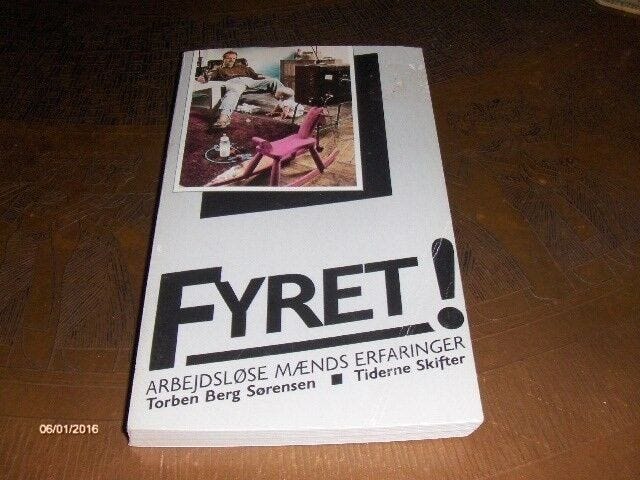 FYRET!
ARBEJDSLØSE MÆNDS ERFARINGER
Torben Berg Sørensen ■ Tiderne Skifter
06/01/2016